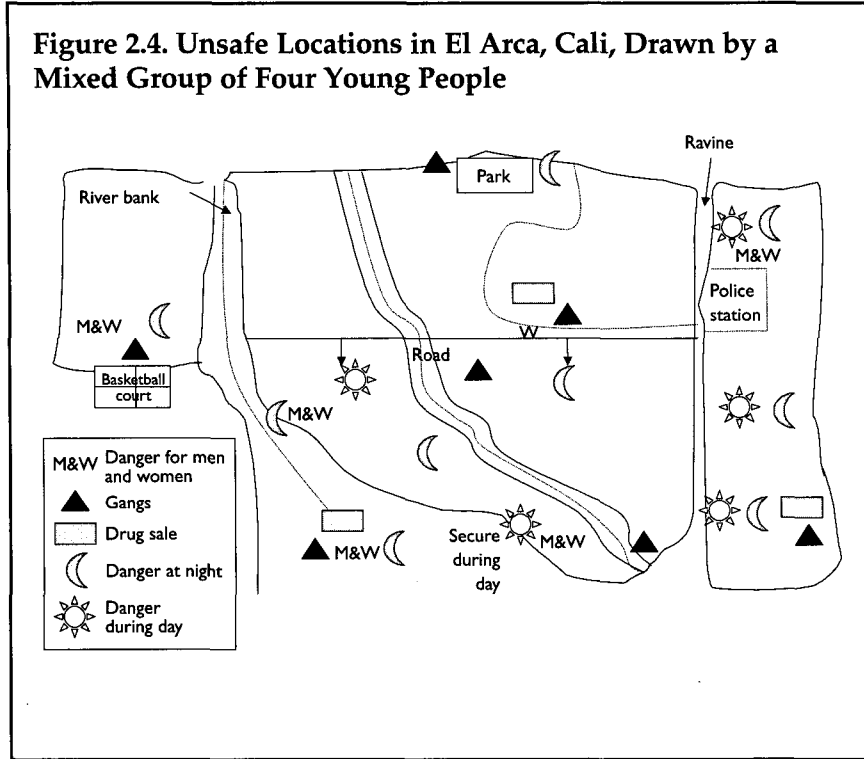 Figure 2.4. Unsafe Locations in El Arca, Cali, Drawn by a
Mixed Group of Four Young People
Ravine
Park
River bank
M&W
Police
station
M&W
W
Road
Basketball
court
M&W
M&W
Secure
during
day
M&W
M&W Danger for men
and women
Gangs
Drug sale
Danger at night
Danger
during day